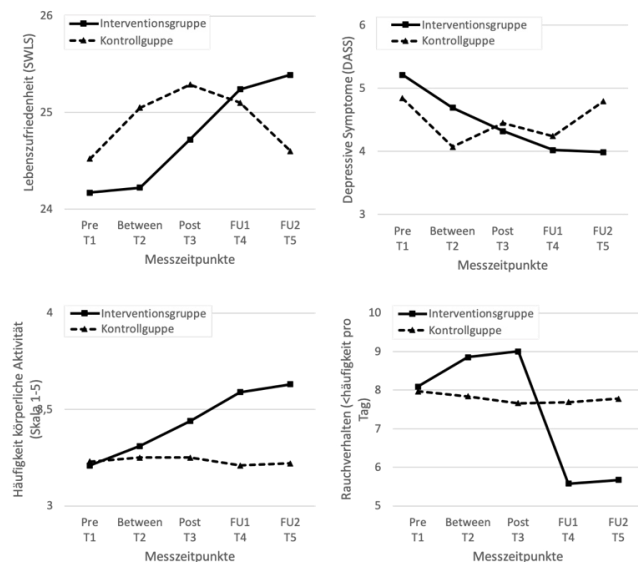 26
Interventionsgruppe
Kontrollguppe
Lebenszufriedenheit (SWLS)
25
24
Pre Between Post FU1 FU2
T1 T2 T3 T4 T5
Messzeitpunkte
6
Interventionsgruppe
Kontrollguppe
Depressive Symptome (DASS)
5
4
3
Pre Between Post FU1 FU2
T1 T2 T3 T4 T5
Messzeitpunkte
4
Interventionsgruppe
Kontrollguppe
Häufigkeit körperliche Aktivität
(Skala 1-5)
3,5
3
Pre Between Post FU1 FU2
T1 T2 T3 T4 T5
Messzeitpunkte
10
Interventionsgruppe
Kontrollguppe
Rauchverhalten (<häufigkeit pro
Tag)
9
8
7
6
5
Pre Between Post FU1 FU2
T1 T2 T3 T4 T5
Messzeitpunkte